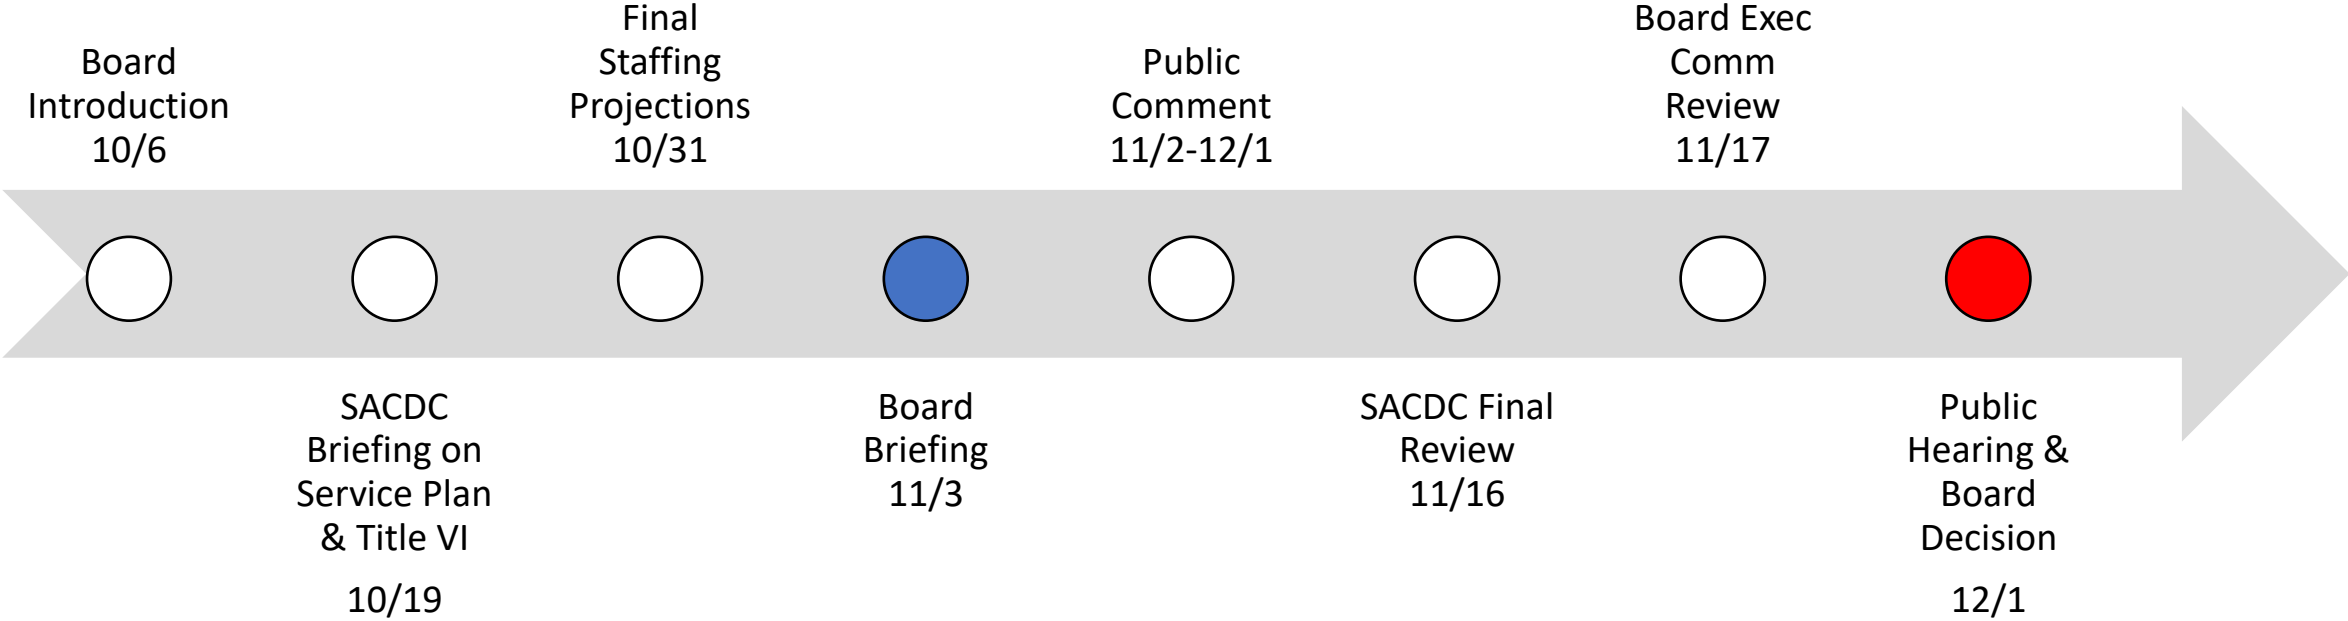 Board
Introduction
10/6
SACDC
Briefing on
Service Plan
& Title VI
10/19
Final
Staffing
Projections
10/31
Board
Briefing
11/3
Public
Comment
11/2-12/1
SACDC Final
Review
11/16
Board Exec
Comm
Review
11/17
Public
Hearing &
Board
Decision
12/1